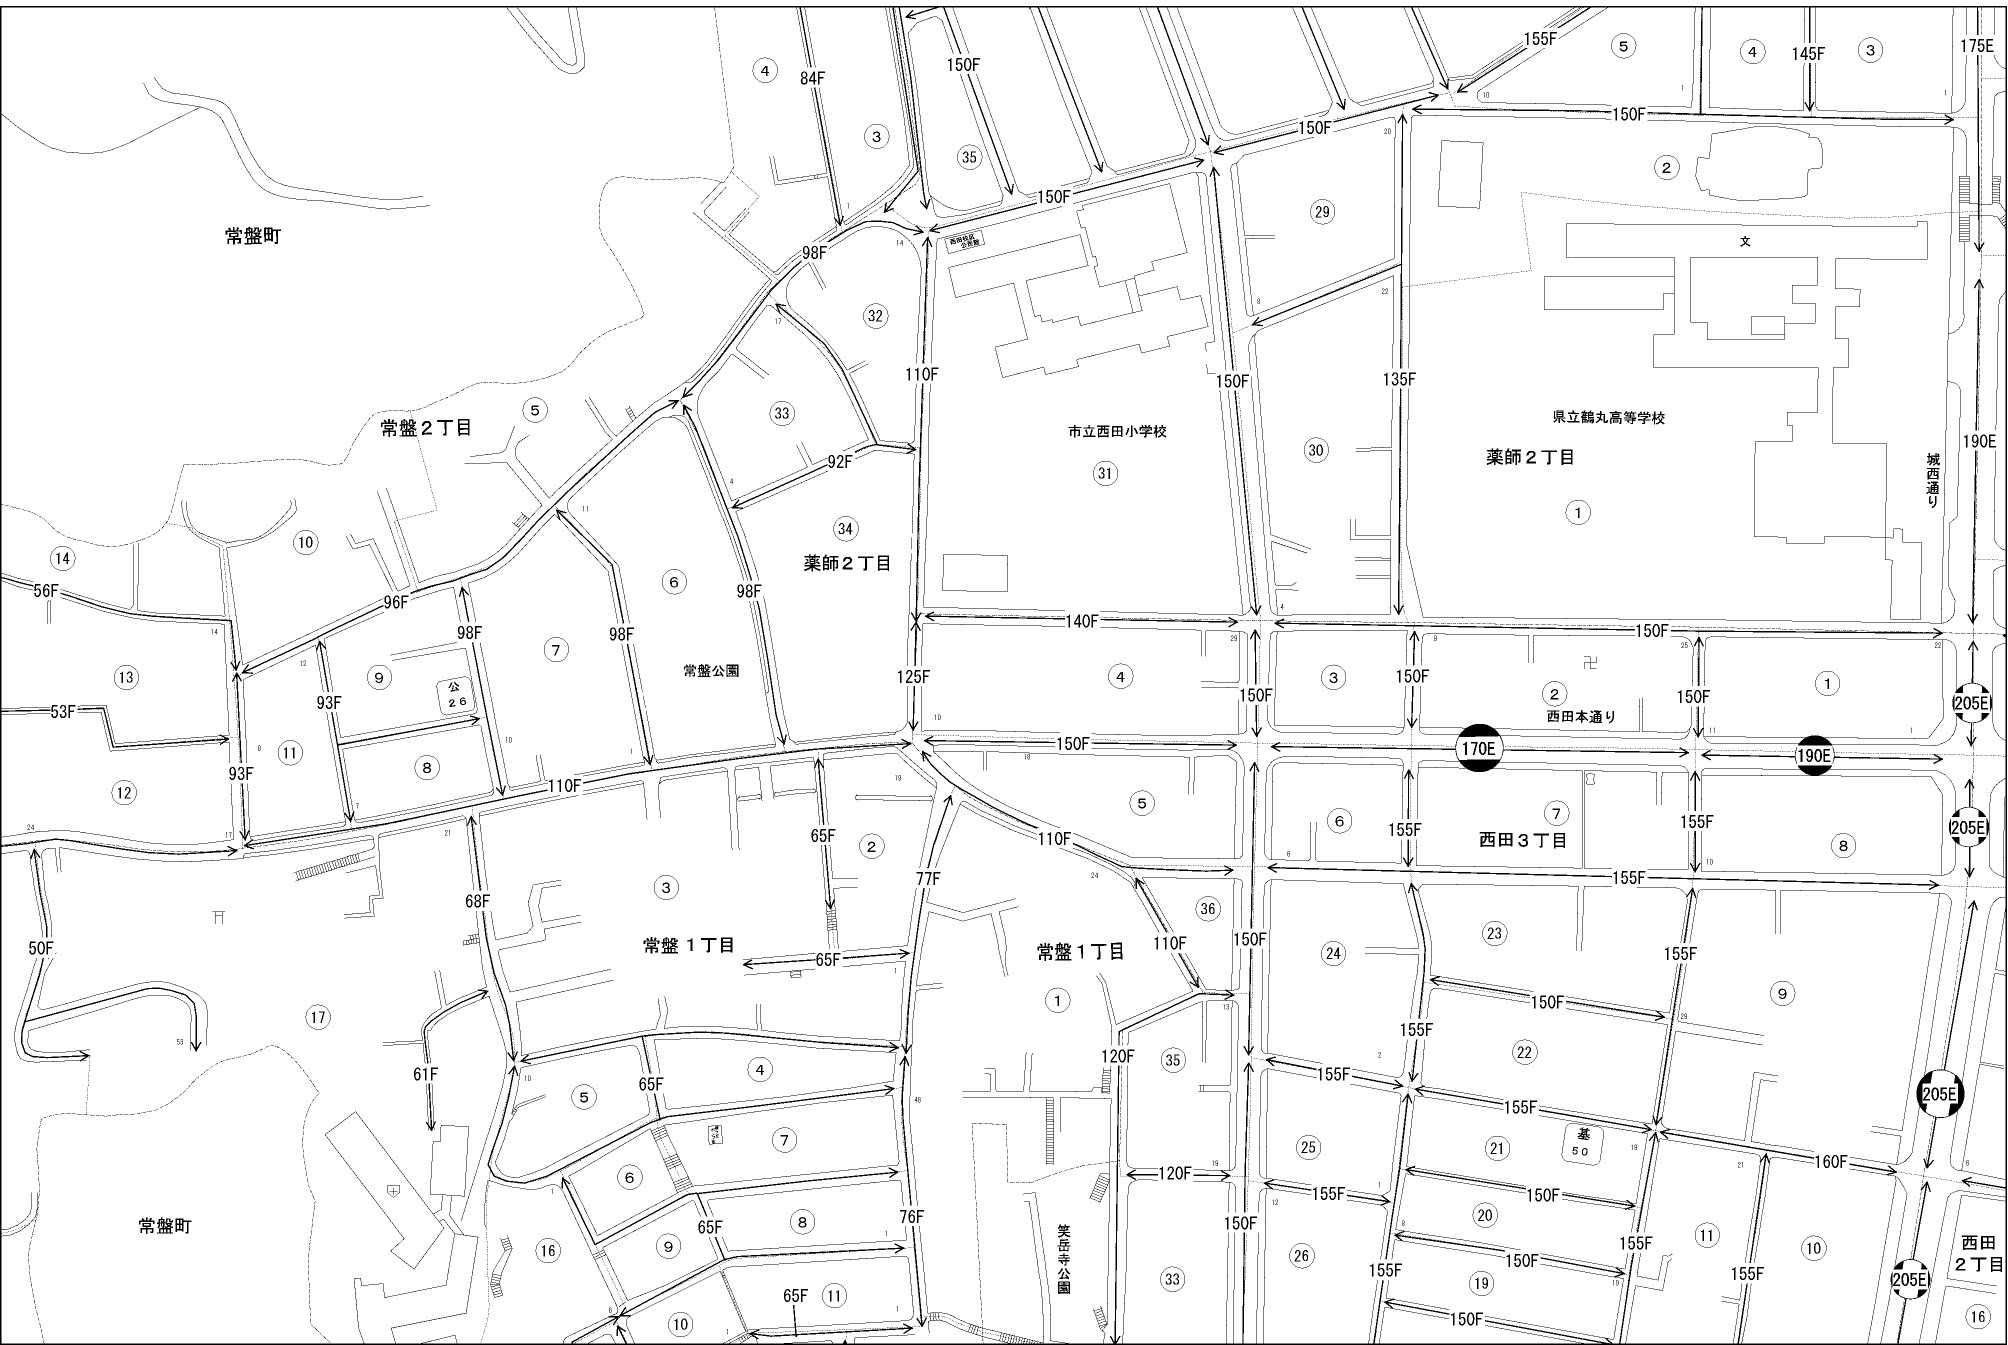 175E
155F
⑤
④
③
145F
150F
④
84F
③
150F
㉟
150F
150F
150F
②
文
㉙
常盤町
98F
14
17
㉜
110F
西田校区
公民館
150F
135F
市立西田小学校
㉛
県立鶴丸高等学校
薬師2丁目
①
城西通り
190E
㉚
㉝
92F
㉞
薬師2丁目
⑤
常盤2丁目
⑩
⑭
56F
96F
98F
98F
98F
⑥
⑦
常盤公園
⑬
53F
⑨
公
26
93F
⑪
⑧
93F
⑫
110F
140F
150F
125F
④
150F
③
150F
②
西田本通り
150F
①
205E
150F
170E
190E
⑤
⑥
155F
⑦
西田3丁目
155F
⑧
205E
110F
155F
65F
②
77F
③
68F
50F
常盤1丁目
65F
常盤1丁目
110F
㊱
150F
㉔
㉓
155F
⑨
150F
⑰
61F
①
120F
㉟
155F
㉒
155F
155F
205E
65F
④
⑤
⑦
⑥
㉕
㉑
基
50
160F
120F
155F
150F
⑳
常盤町
⑯
⑨
65F
⑧
76F
笑岳寺公園
150F
㉝
㉖
155F
150F
155F
⑪
155F
⑩
西田
2丁目
205E
⑲
150F
⑩
65F
⑪
⑯